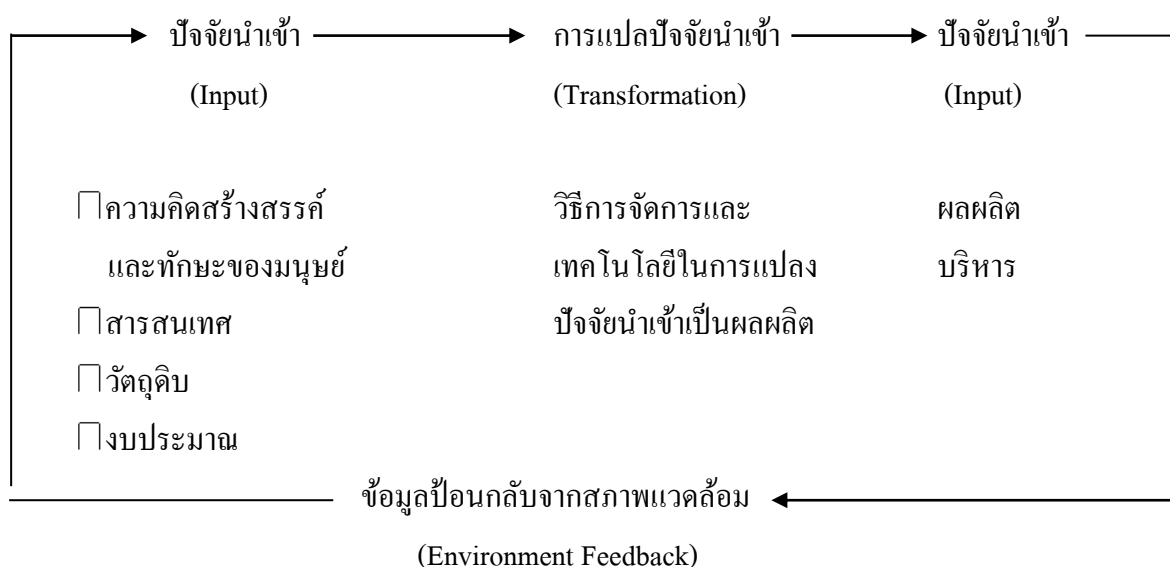 ปัจจัยนำเข้า การแปลปัจจัยนำเข้า ปัจจัยนำเข้า
(Input) (Transformation) (Input)
ความคิดสร้างสรรค์ วิธีการจัดการและ ผลผลิต
และทักษะของมนุษย์ เทคโนโลยีในการแปลง บริหาร
สารสนเทศ ปัจจัยนำเข้าเป็นผลผลิต
วัตถุดิบ
งบประมาณ
ข้อมูลป้อนกลับจากสภาพแวดล้อม
(Environment Feedback)